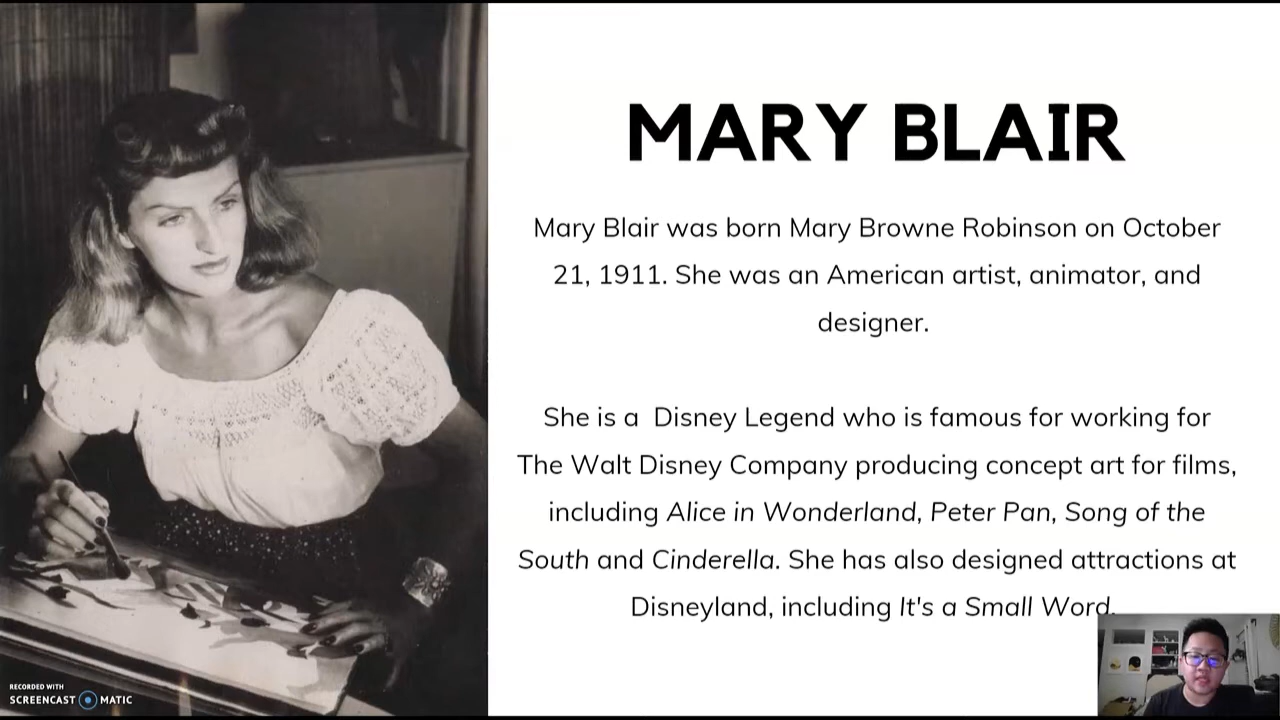 MARY BLAIR
Mary Blair was born Mary Browne Robinson on October
21, 1911. She was an American artist, animator, and
designer.
She is a  Disney Legend who is famous for working for
The Walt Disney Company producing concept art for films,
including Alice in Wonderland, Peter Pan, Song of the
South and Cinderella. She has also designed attractions at
Disneyland, including It's a Small Word.
RECORDED WITH
SCREENCAST MATIC